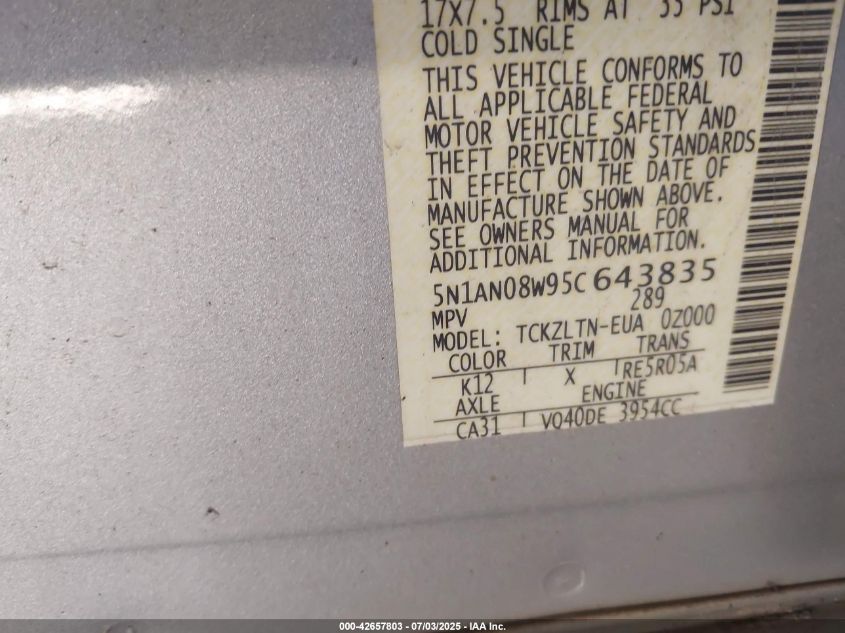 17X7.5 RIMS AT 35 PSI
COLD SINGLE
THIS VEHICLE CONFORMS TO
ALL APPLICABLE FEDERAL
MOTOR VEHICLE SAFETY AND
THEFT PREVENTION STANDARDS
IN EFFECT ON THE DATE OF
MANUFACTURE SHOWN ABOVE.
SEE OWNERS MANUAL FOR
ADDITIONAL INFORMATION.
5N1AN08W95C643835
MPV 289
MODEL: TCKZLTN-EUA 0Z000
COLOR TRIM TRANS
K12 X RE5R05A
AXLE ENGINE
CA31 VO40DE 3954CC
000-42657803 - 07/03/2025 - IAA Inc.